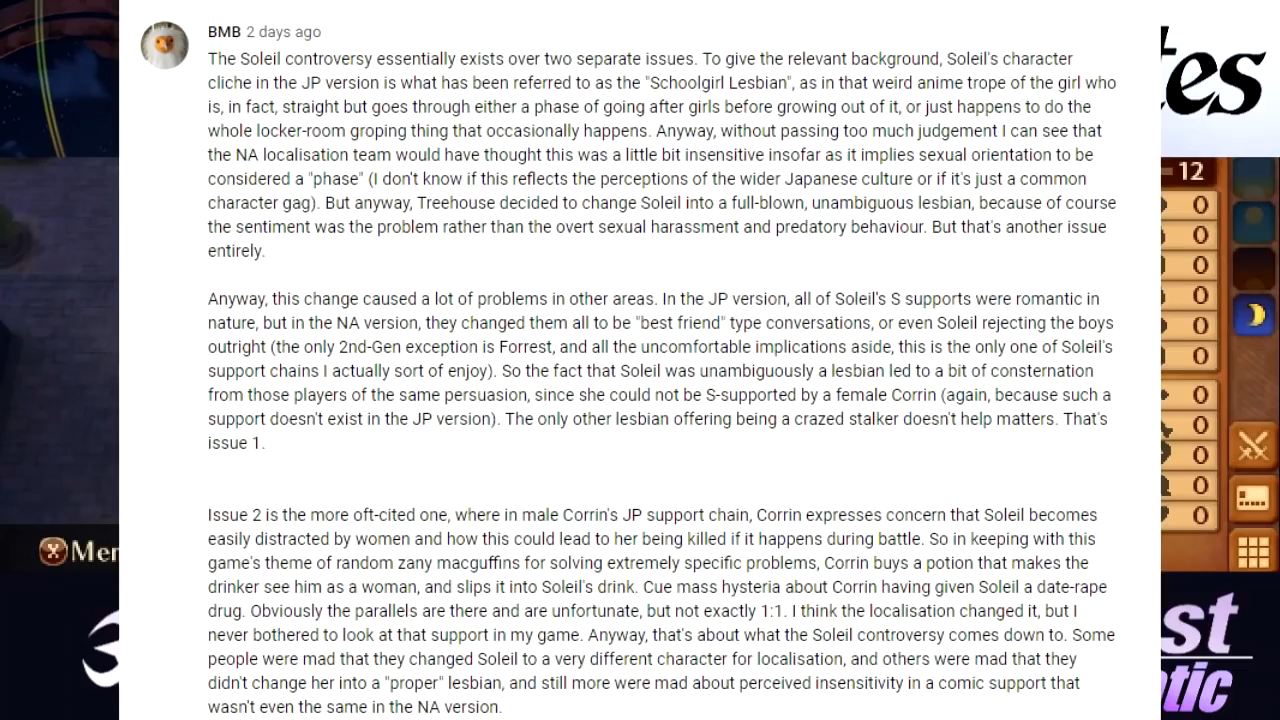 BMB 2 days ago
The Soleil controversy essentially exists over two separate issues. To give the relevant background, Soleil's character
cliche in the JP version is what has been referred to as the "Schoolgirl Lesbian", as in that weird anime trope of the girl who
is, in fact, straight but goes through either a phase of going after girls before growing out of it, or just happens to do the
whole locker-room groping thing that occasionally happens. Anyway, without passing too much judgement I can see that
the NA localisation team would have thought this was a little bit insensitive insofar as it implies sexual orientation to be
considered a "phase" (I don't know if this reflects the perceptions of the wider Japanese culture or if it's just a common
character gag). But anyway, Treehouse decided to change Soleil into a full-blown, unambiguous lesbian, because of course
the sentiment was the problem rather than the overt sexual harassment and predatory behaviour. But that's another issue
entirely.
Anyway, this change caused a lot of problems in other areas. In the JP version, all of Soleil's S supports were romantic in
nature, but in the NA version, they changed them all to be "best friend" type conversations, or even Soleil rejecting the boys
outright (the only 2nd-Gen exception is Forrest, and all the uncomfortable implications aside, this is the only one of Soleil's
support chains I actually sort of enjoy). So the fact that Soleil was unambiguously a lesbian led to a bit of consternation
from those players of the same persuasion, since she could not be S-supported by a female Corrin (again, because such a
support doesn't exist in the JP version). The only other lesbian offering being a crazed stalker doesn't help matters. That's
issue 1.
Issue 2 is the more oft-cited one, where in male Corrin's JP support chain, Corrin expresses concern that Soleil becomes
easily distracted by women and how this could lead to her being killed if it happens during battle. So in keeping with this
game's theme of random zany macguffins for solving extremely specific problems, Corrin buys a potion that makes the
drinker see him as a woman, and slips it into Soleil's drink. Cue mass hysteria about Corrin having given Soleil a date-rape
drug. Obviously the parallels are there and are unfortunate, but not exactly 1:1. I think the localisation changed it, but I
never bothered to look at that support in my game. Anyway, that's about what the Soleil controversy comes down to. Some
people were mad that they changed Soleil to a very different character for localisation, and others were mad that they
didn't change her into a "proper" lesbian, and still more were mad about perceived insensitivity in a comic support that
wasn't even the same in the NA version.
tes
12
0
0
0
0
0
0
0
0
0
0
0
0
Mer
3
st
tic